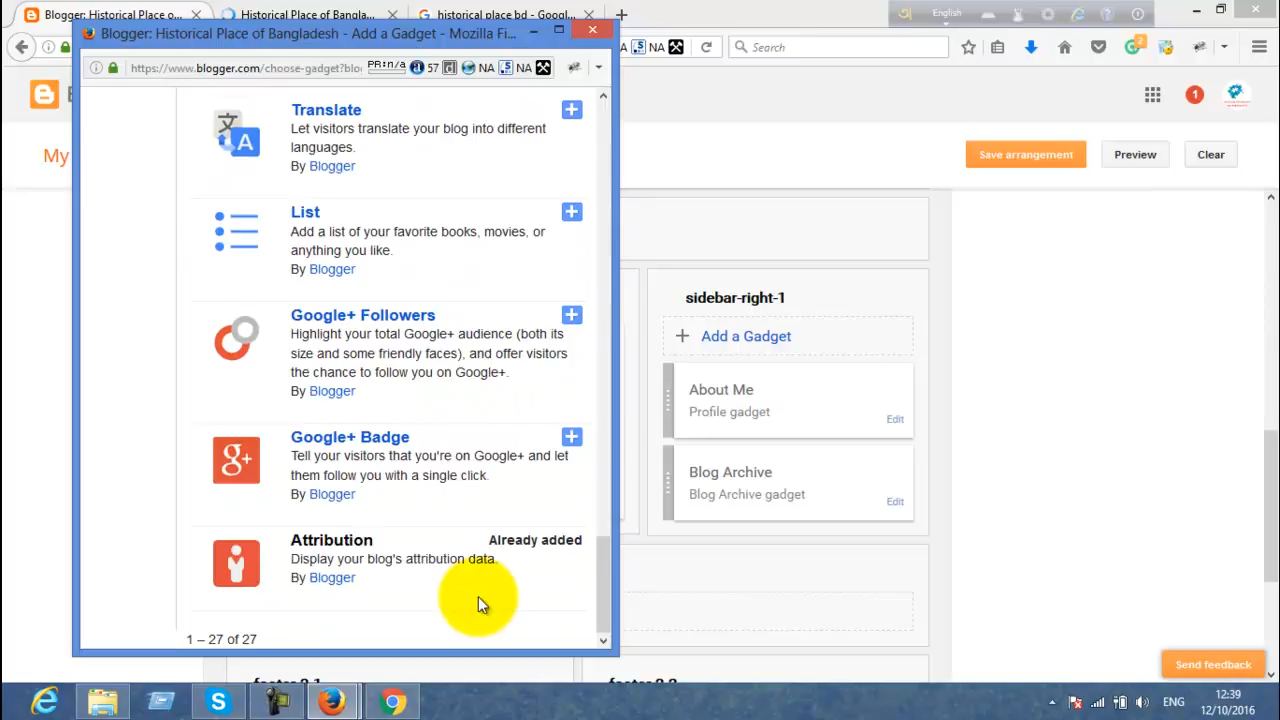 Blogger: Historical Place o...
Historical Place of Bangla...
historical place bd - Goog...
English
Blogger: Historical Place of Bangladesh - Add a Gadget - Mozilla Fi...
NA
Search
2
https://www.blogger.com/choose-gadget?blo
PR:n/a
57
NA
NA
1
My
Save arrangement
Preview
Clear
Translate
Let visitors translate your blog into different
languages.
By Blogger
List
Add a list of your favorite books, movies, or
anything you like.
By Blogger
Google+ Followers
Highlight your total Google+ audience (both its
size and some friendly faces), and offer visitors
the chance to follow you on Google+.
By Blogger
Google+ Badge
Tell your visitors that you're on Google+ and let
them follow you with a single click.
By Blogger
Attribution
Already added
Display your blog's attribution data.
By Blogger
1 – 27 of 27
sidebar-right-1
Add a Gadget
About Me
Profile gadget
Edit
Blog Archive
Blog Archive gadget
Edit
Send feedback
ENG
12:39
12/10/2016